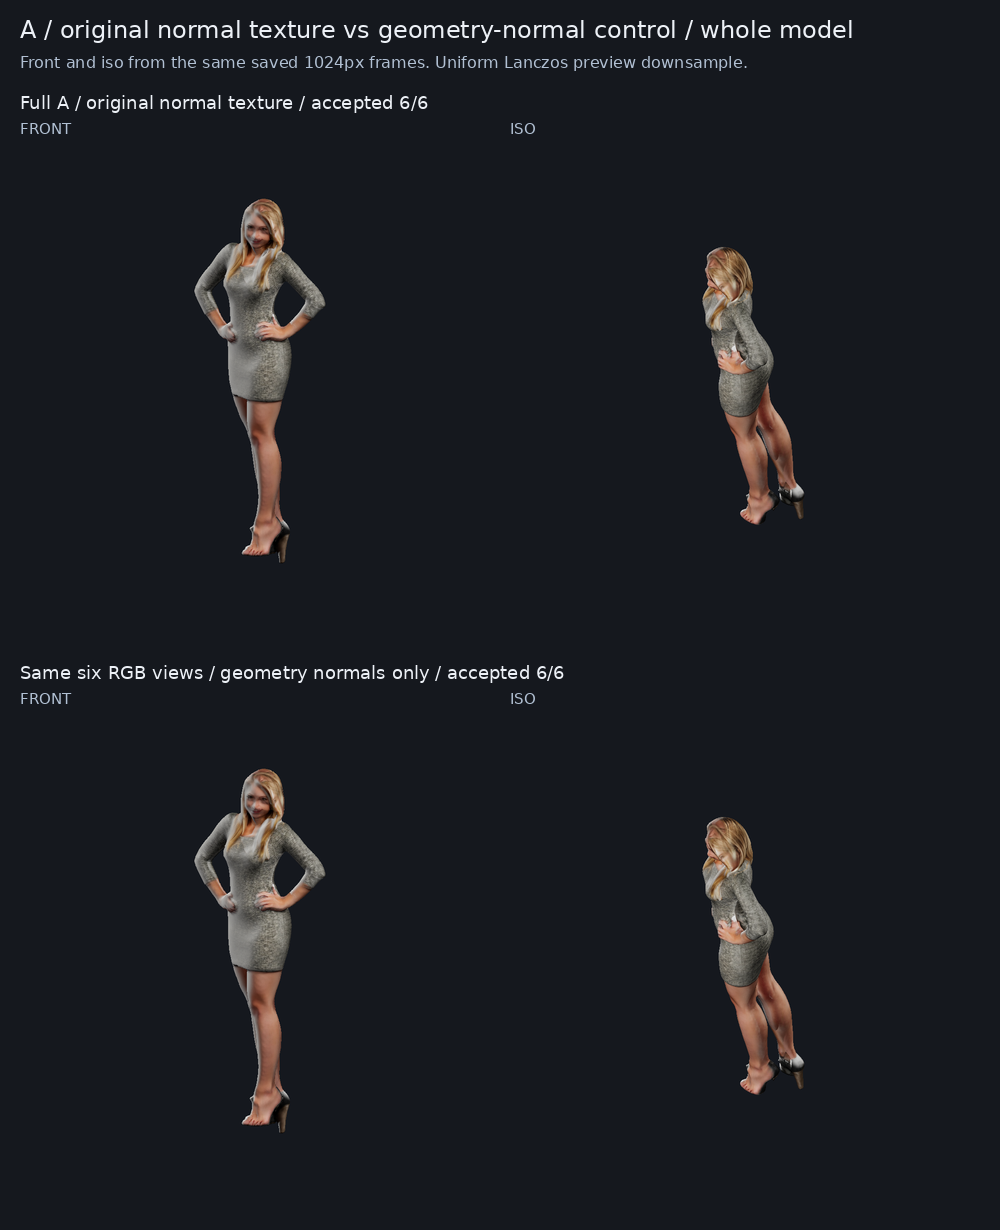 A / original normal texture vs geometry-normal control / whole model
Front and iso from the same saved 1024px frames. Uniform Lanczos preview downsample.
Full A / original normal texture / accepted 6/6
FRONT ISO
Same six RGB views / geometry normals only / accepted 6/6
FRONT ISO